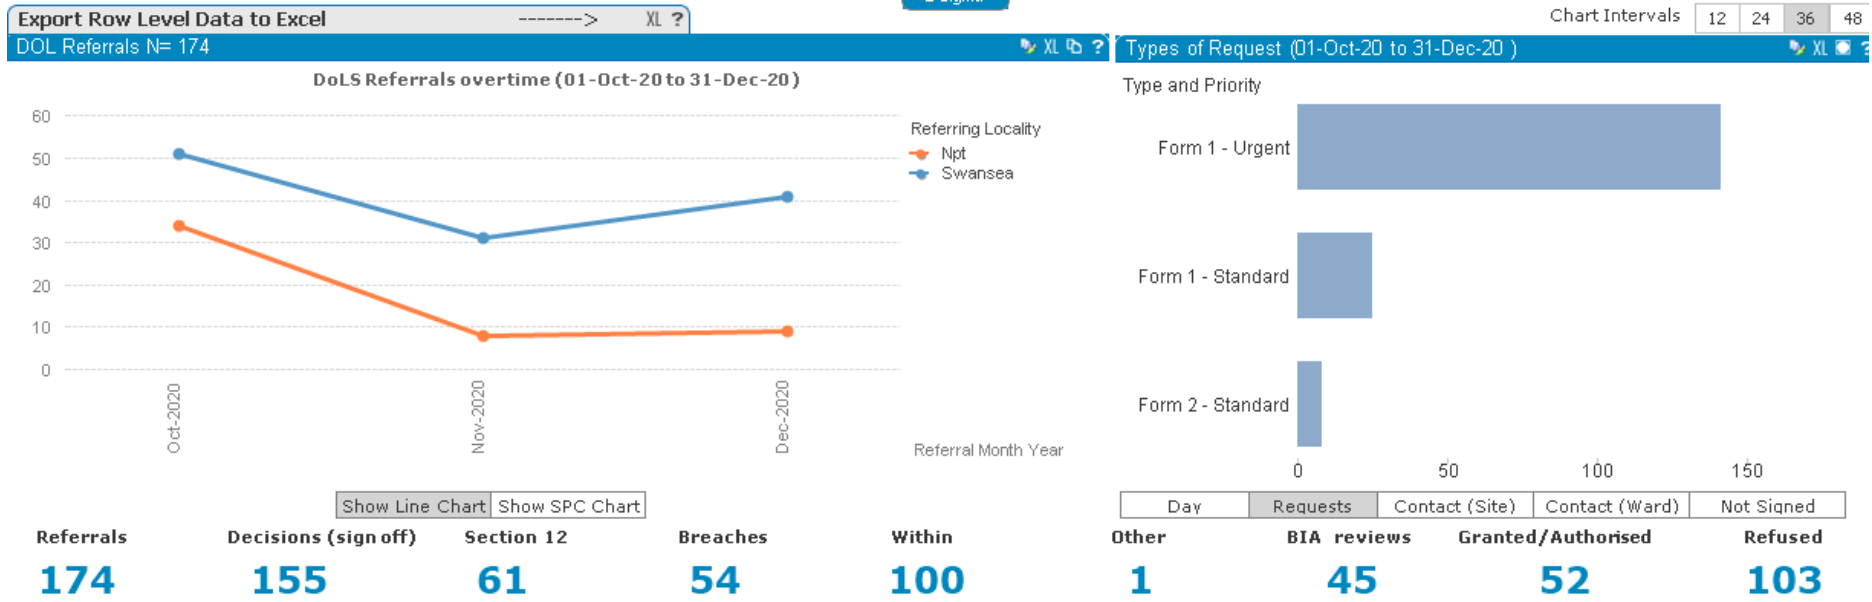 Export Row Level Data to Excel -------> XL ?
Chart Intervals 12 24 36 48
DOL Referrals N= 174 XL ?
Types of Request (01-Oct-20 to 31-Dec-20 ) XL ?
DoLS Referrals overtime (01-Oct-20 to 31-Dec-20 )
Type and Priority
60
50
40
30
20
10
0
Oct-2020
Nov-2020
Dec-2020
Referral Month Year
Referring Locality
Npt
Swansea
Form 1 - Urgent
Form 1 - Standard
Form 2 - Standard
0 50 100 150
Show Line Chart Show SPC Chart
Day Requests Contact (Site) Contact (Ward) Not Signed
Referrals Decisions (sign off) Section 12 Breaches Within Other BIA reviews Granted/Authorised Refused
174 155 61 54 100 1 45 52 103